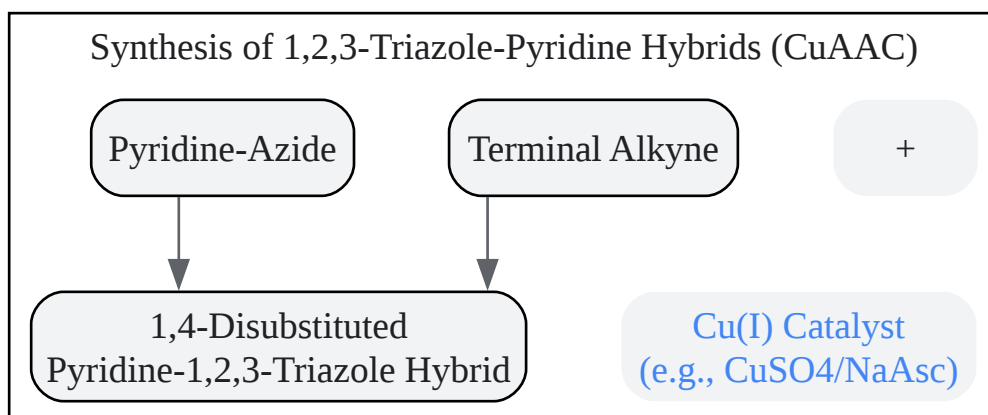 Synthesis of 1,2,3-Triazole-Pyridine Hybrids (CuAAC)
Pyridine-Azide
Terminal Alkyne
+
1,4-Disubstituted
Pyridine-1,2,3-Triazole Hybrid
Cu(I) Catalyst
(e.g., CuSO4/NaAsc)